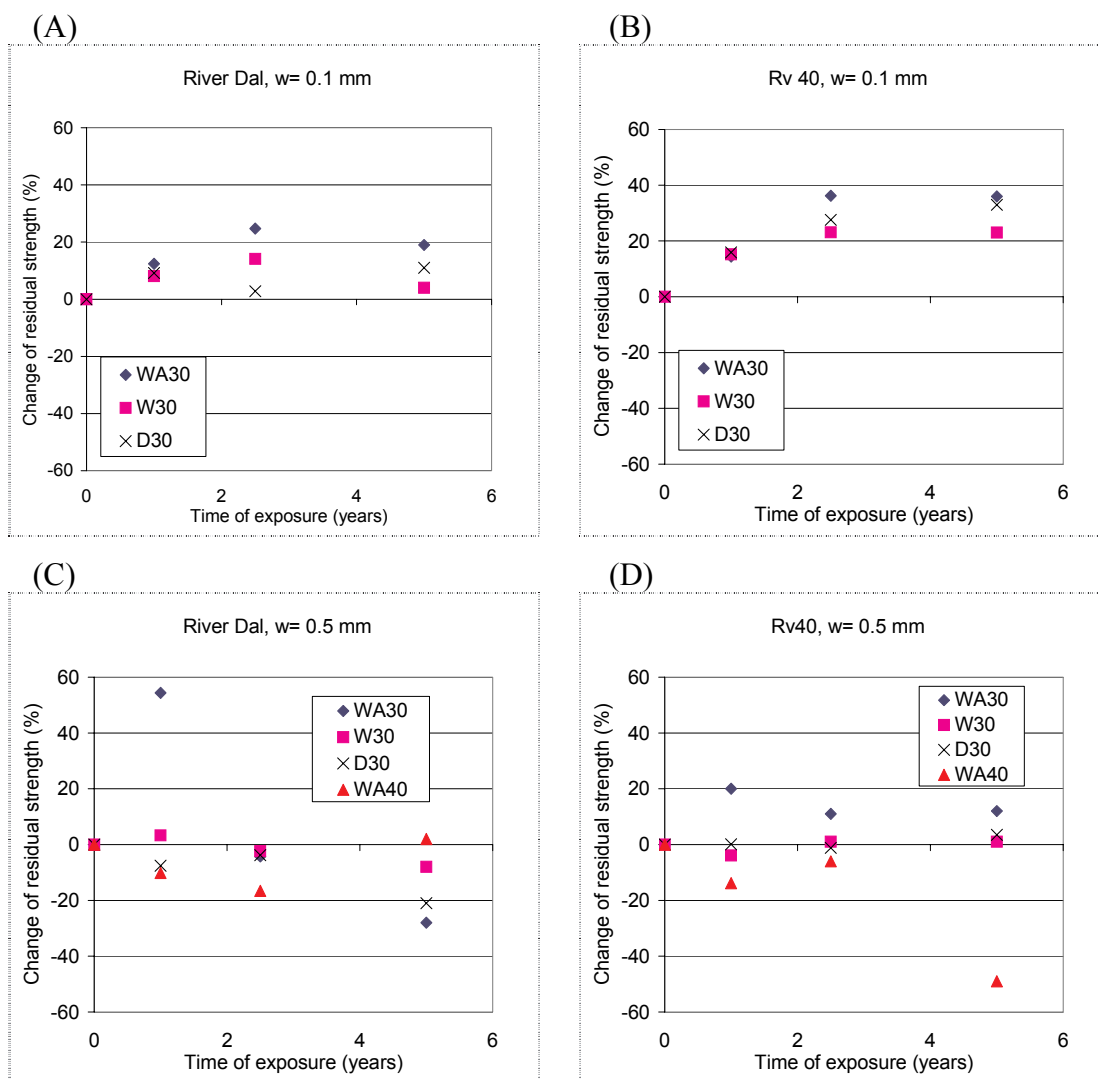 (A)
River Dal, w= 0.1 mm
Change of residual strength (%)
60
40
20
0
-20
-40
-60
WA30
W30
D30
0 2 4 6
Time of exposure (years)
(B)
Rv 40, w= 0.1 mm
Change of residual strength (%)
60
40
20
0
-20
-40
-60
WA30
W30
D30
0 2 4 6
Time of exposure (years)
(C)
River Dal, w= 0.5 mm
Change of residual strength (%)
60
40
20
0
-20
-40
-60
WA30
W30
D30
WA40
0 2 4 6
Time of exposure (years)
(D)
Rv40, w= 0.5 mm
Change of residual strength (%)
60
40
20
0
-20
-40
-60
WA30
W30
D30
WA40
0 2 4 6
Time of exposure (years)